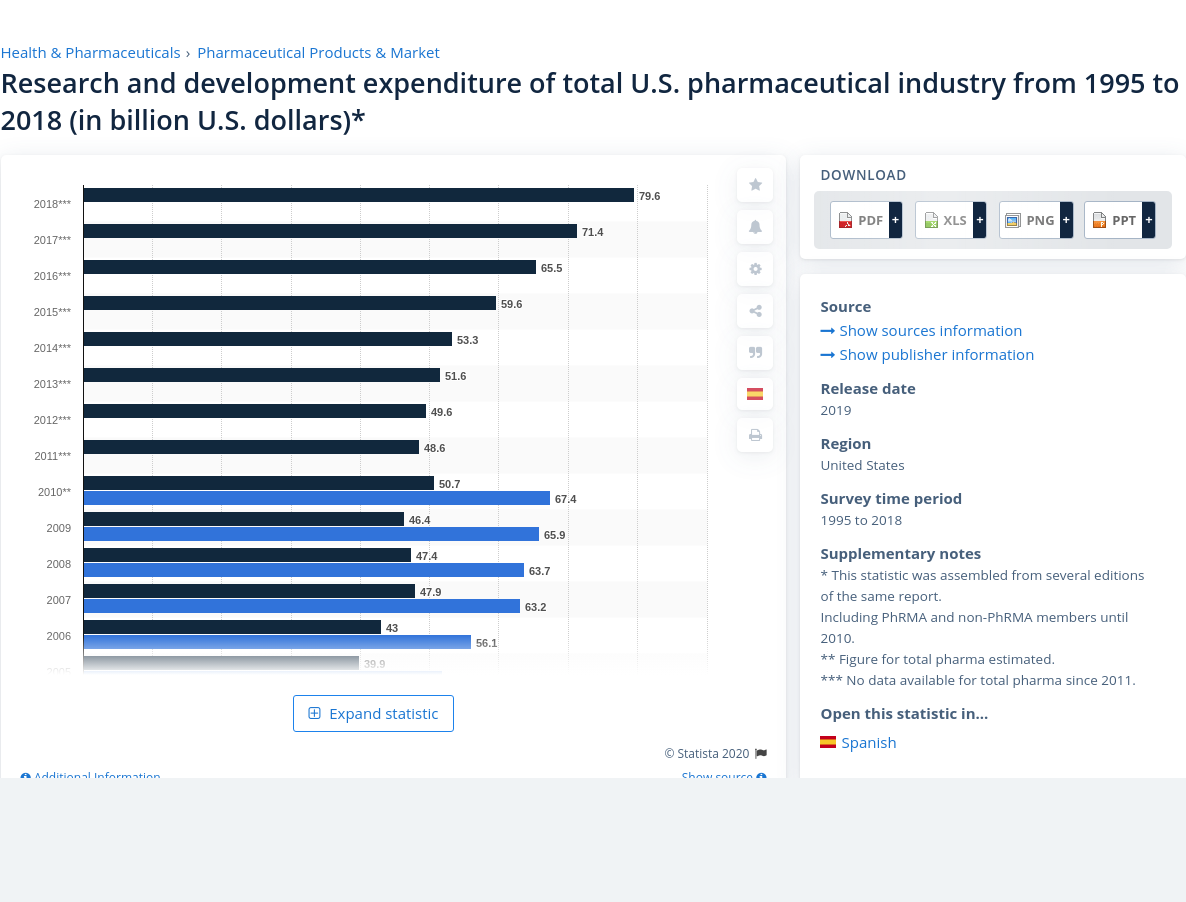 Health & Pharmaceuticals › Pharmaceutical Products & Market
Research and development expenditure of total U.S. pharmaceutical industry from 1995 to
2018 (in billion U.S. dollars)*
2018*** 79.6
2017*** 71.4
2016*** 65.5
2015*** 59.6
2014*** 53.3
2013*** 51.6
2012*** 49.6
2011*** 48.6
2010** 50.7
67.4
2009 46.4
65.9
2008 47.4
63.7
2007 47.9
63.2
2006 43
56.1
39.9
2005
Expand statistic
© Statista 2020
Additional Information Show source
DOWNLOAD
PDF + XLS + PNG + PPT +
Source
Show sources information
Show publisher information
Release date
2019
Region
United States
Survey time period
1995 to 2018
Supplementary notes
* This statistic was assembled from several editions
of the same report.
Including PhRMA and non-PhRMA members until
2010.
** Figure for total pharma estimated.
*** No data available for total pharma since 2011.
Open this statistic in...
Spanish